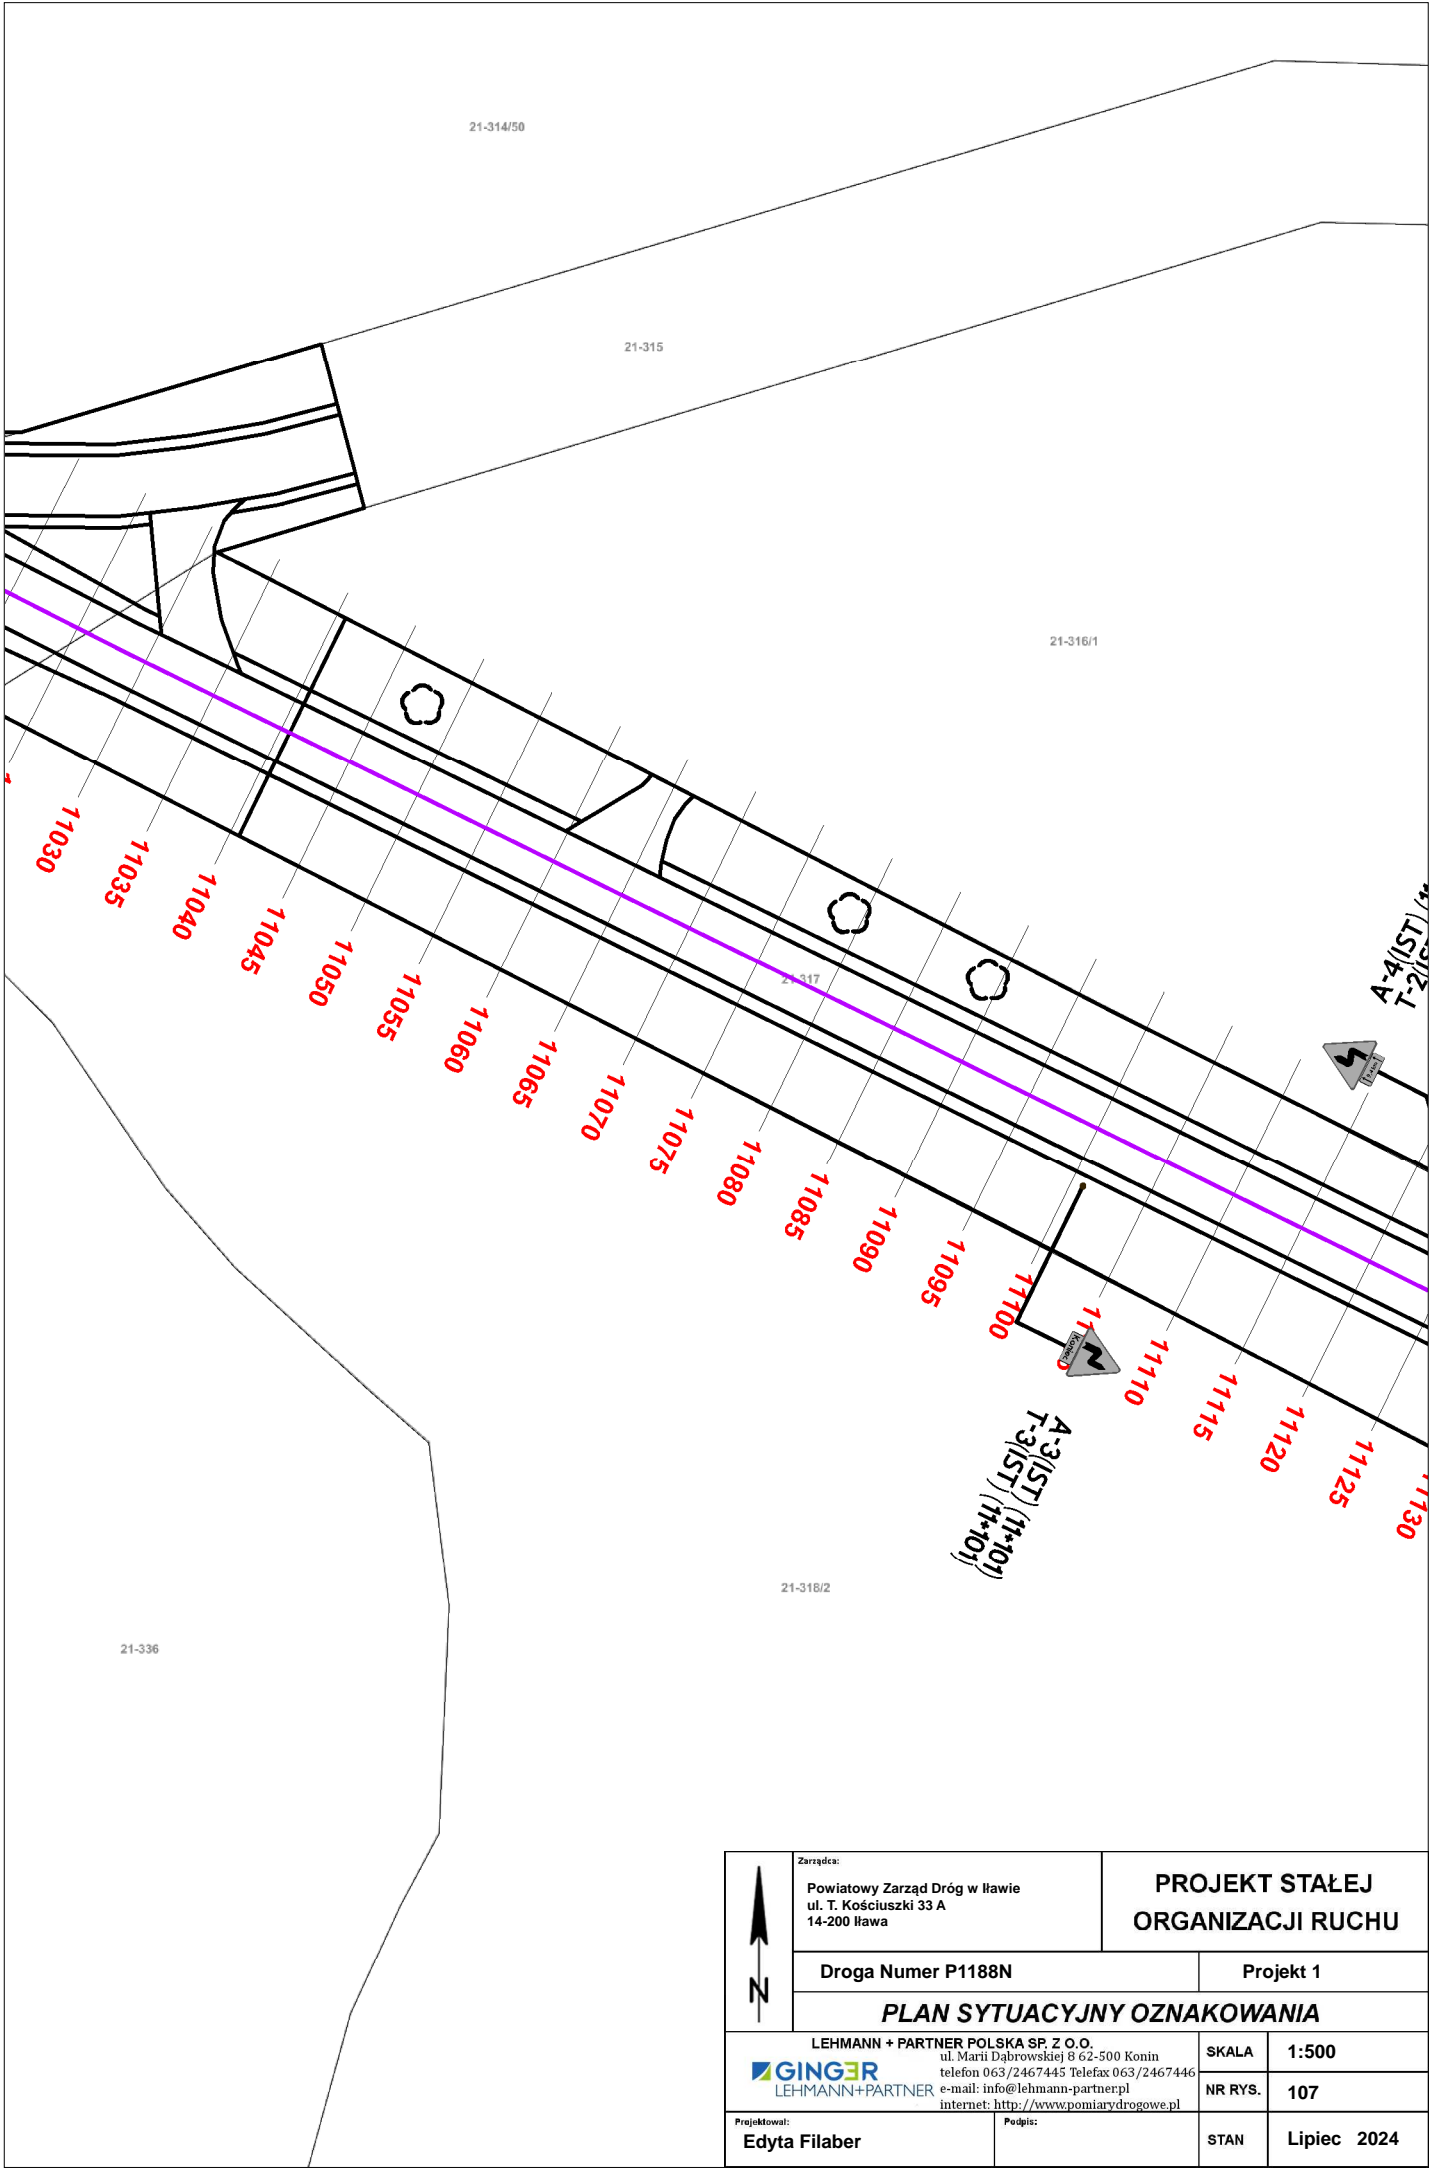 21-314/50
21-315
21-316/1
21-317
11030
11035
11040
11045
11050
11055
11060
11065
11070
11075
11080
11085
11090
11095
11100
11110
11115
11120
11125
11130
A-4(IST)
Koniec
A-3(IST) (11+101)
T-3(IST) (11+101)
21-318/2
21-336
Zarządca:
Powiatowy Zarząd Dróg w Iławie
ul. T. Kościuszki 33 A
14-200 Iława
PROJEKT STAŁEJ
ORGANIZACJI RUCHU
Droga Numer P1188N
Projekt 1
N
PLAN SYTUACYJNY OZNAKOWANIA
LEHMANN + PARTNER POLSKA SP. Z O.O.
GINGER
LEHMANN+PARTNER
ul. Marii Dąbrowskiej 8 62-500 Konin
telefon 063/2467445 Telefax 063/2467446
e-mail: info@lehmann-partner.pl
internet: http://www.pomiarydrogowe.pl
SKALA 1:500
NR RYS. 107
Projektował:
Edyta Filaber
Podpis:
STAN Lipiec 2024